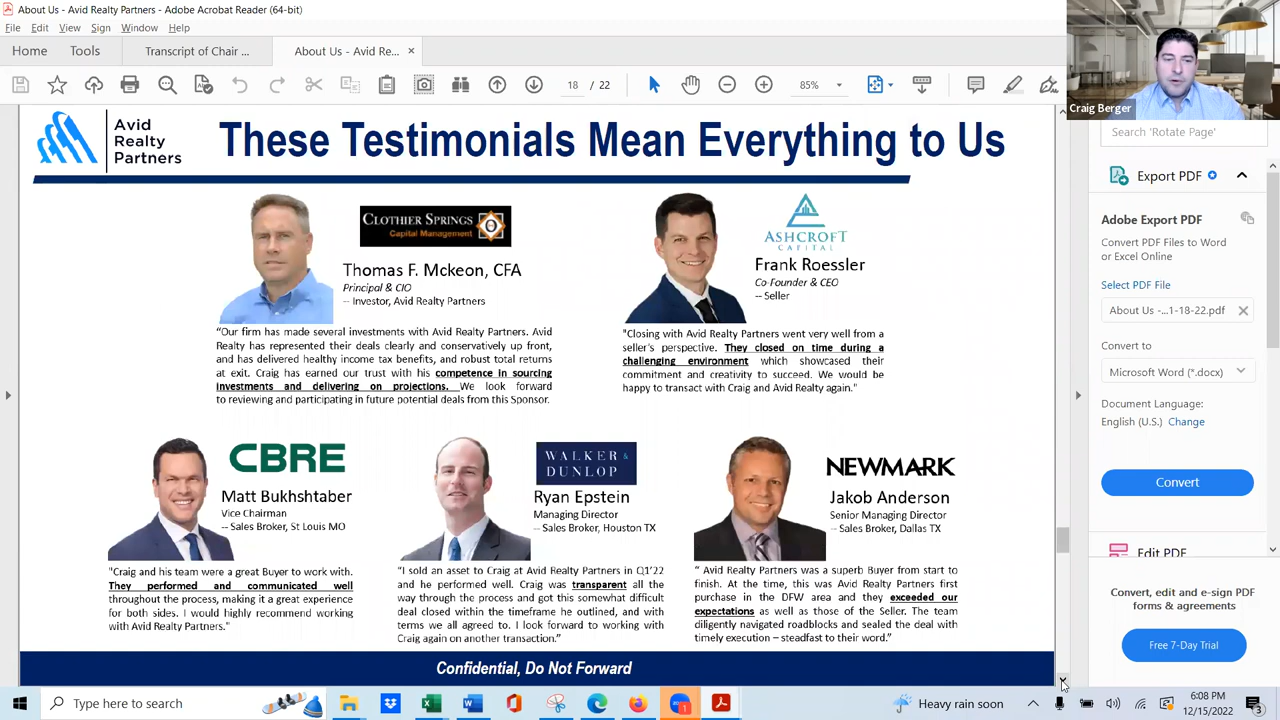 About Us - Avid Realty Partners - Adobe Acrobat Reader (64-bit)
File Edit View Sign Window Help
Home Tools Transcript of Chair ... About Us - Avid Re... ×
18 / 22 85%
Craig Berger
Search 'Rotate Page'
Avid
Realty
Partners
These Testimonials Mean Everything to Us
CLOTHIER SPRINGS
Capital Management
Thomas F. Mckeon, CFA
Principal & CIO
-- Investor, Avid Realty Partners
"Our firm has made several investments with Avid Realty Partners. Avid
Realty has represented their deals clearly and conservatively up front,
and has delivered healthy income tax benefits, and robust total returns
at exit. Craig has earned our trust with his competence in sourcing
investments and delivering on projections. We look forward
to reviewing and participating in future potential deals from this Sponsor.
ASHCROFT
CAPITAL
Frank Roessler
Co-Founder & CEO
-- Seller
"Closing with Avid Realty Partners went very well from a
seller's perspective. They closed on time during a
challenging environment which showcased their
commitment and creativity to succeed. We would be
happy to transact with Craig and Avid Realty again."
CBRE
Matt Bukhshtaber
Vice Chairman
-- Sales Broker, St Louis MO
"Craig and his team were a great Buyer to work with.
They performed and communicated well
throughout the process, making it a great experience
for both sides. I would highly recommend working
with Avid Realty Partners."
WALKER &
DUNLOP
Ryan Epstein
Managing Director
-- Sales Broker, Houston TX
"I sold an asset to Craig at Avid Realty Partners in Q1'22
and he performed well. Craig was transparent all the
way through the process and got this somewhat difficult
deal closed within the timeframe he outlined, and with
terms we all agreed to. I look forward to working with
Craig again on another transaction."
NEWMARK
Jakob Anderson
Senior Managing Director
-- Sales Broker, Dallas TX
" Avid Realty Partners was a superb Buyer from start to
finish. At the time, this was Avid Realty Partners first
purchase in the DFW area and they exceeded our
expectations as well as those of the Seller. The team
diligently navigated roadblocks and sealed the deal with
timely execution – steadfast to their word."
Confidential, Do Not Forward
Export PDF
Adobe Export PDF
Convert PDF Files to Word
or Excel Online
Select PDF File
About Us -...1-18-22.pdf
Convert to
Microsoft Word (*.docx)
Document Language:
English (U.S.) Change
Convert
Edit PDF
Convert, edit and e-sign PDF
forms & agreements
Free 7-Day Trial
Type here to search
Heavy rain soon
6:08 PM
12/15/2022
3